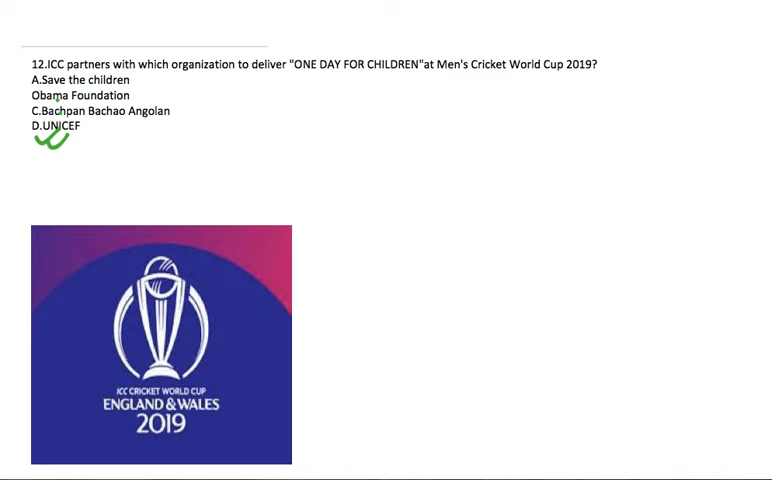 12.ICC partners with which organization to deliver "ONE DAY FOR CHILDREN"at Men's Cricket World Cup 2019?
A.Save the children
Obama Foundation
C.Bachpan Bachao Angolan
D.UNICEF
ICC CRICKET WORLD CUP
ENGLAND & WALES
2019